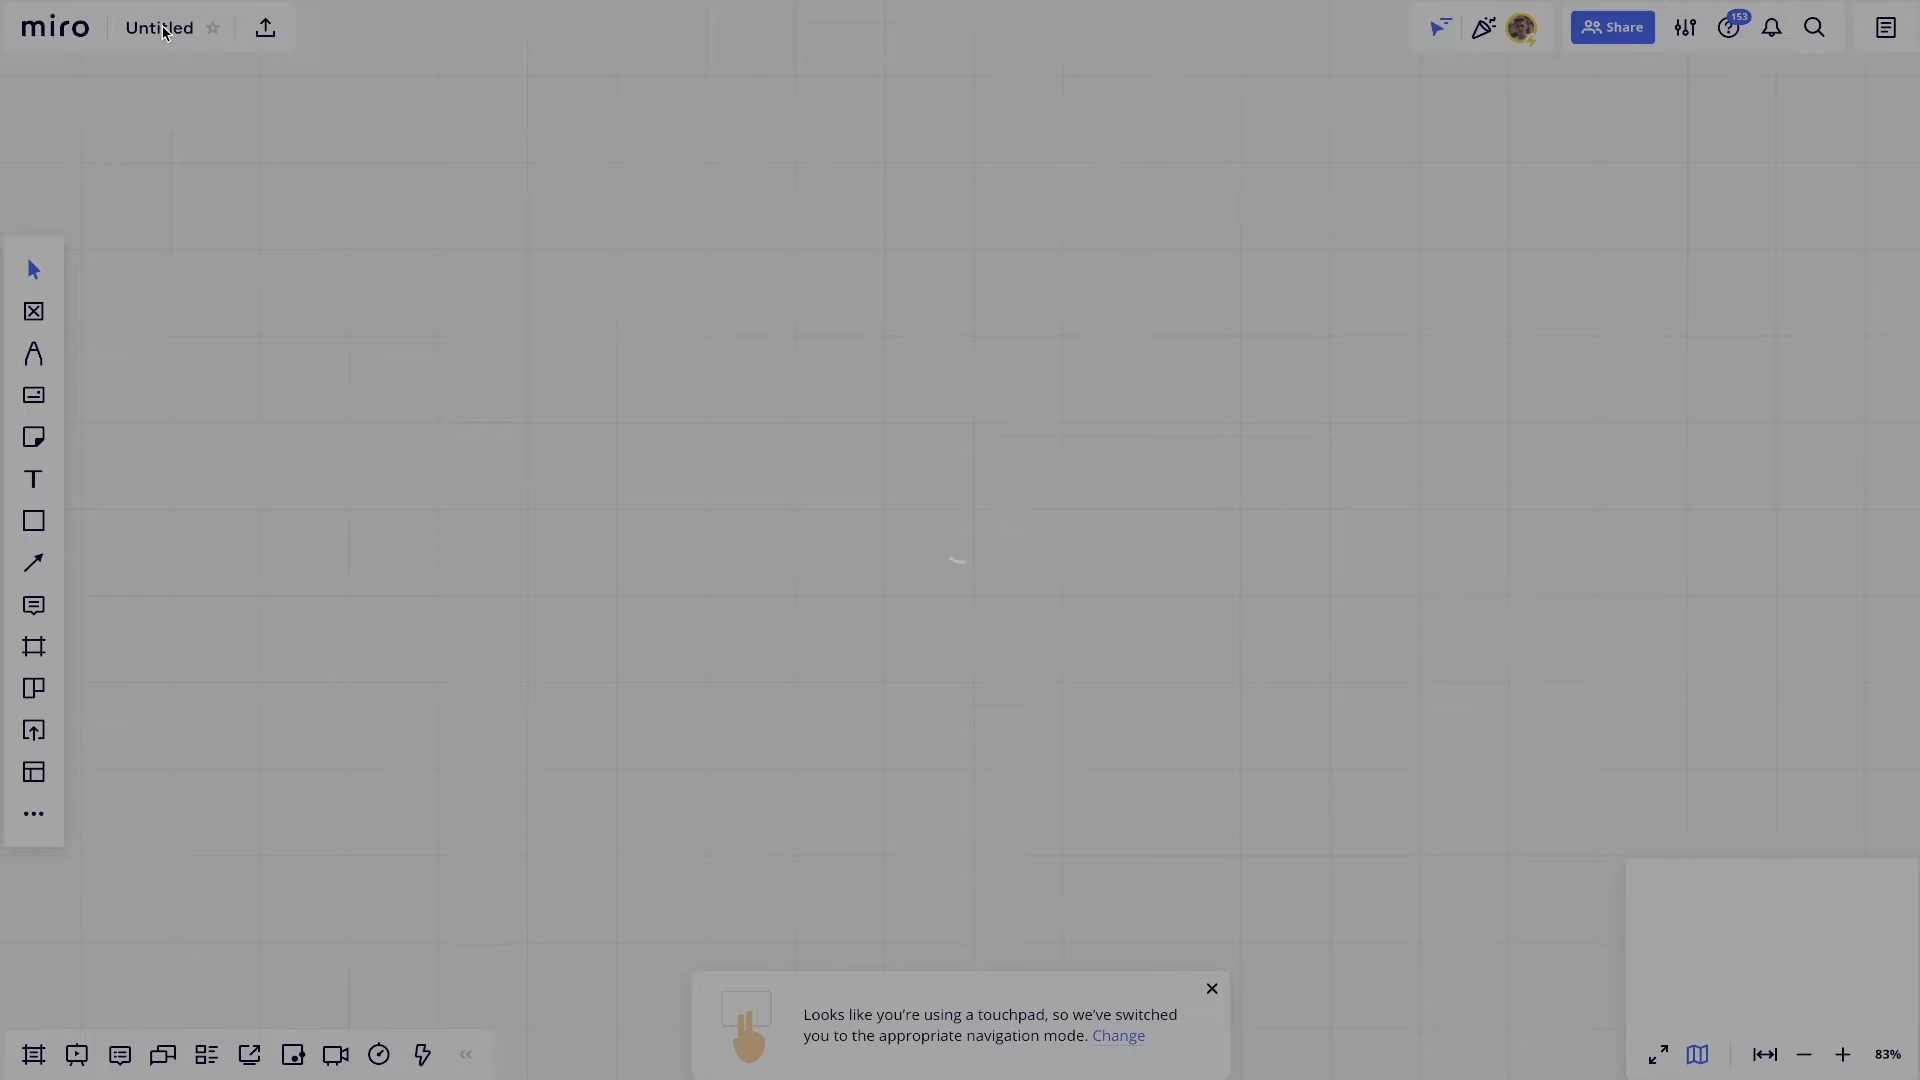 miro
Untitled
153
Share
T
Looks like you're using a touchpad, so we've switched
you to the appropriate navigation mode. Change
83%